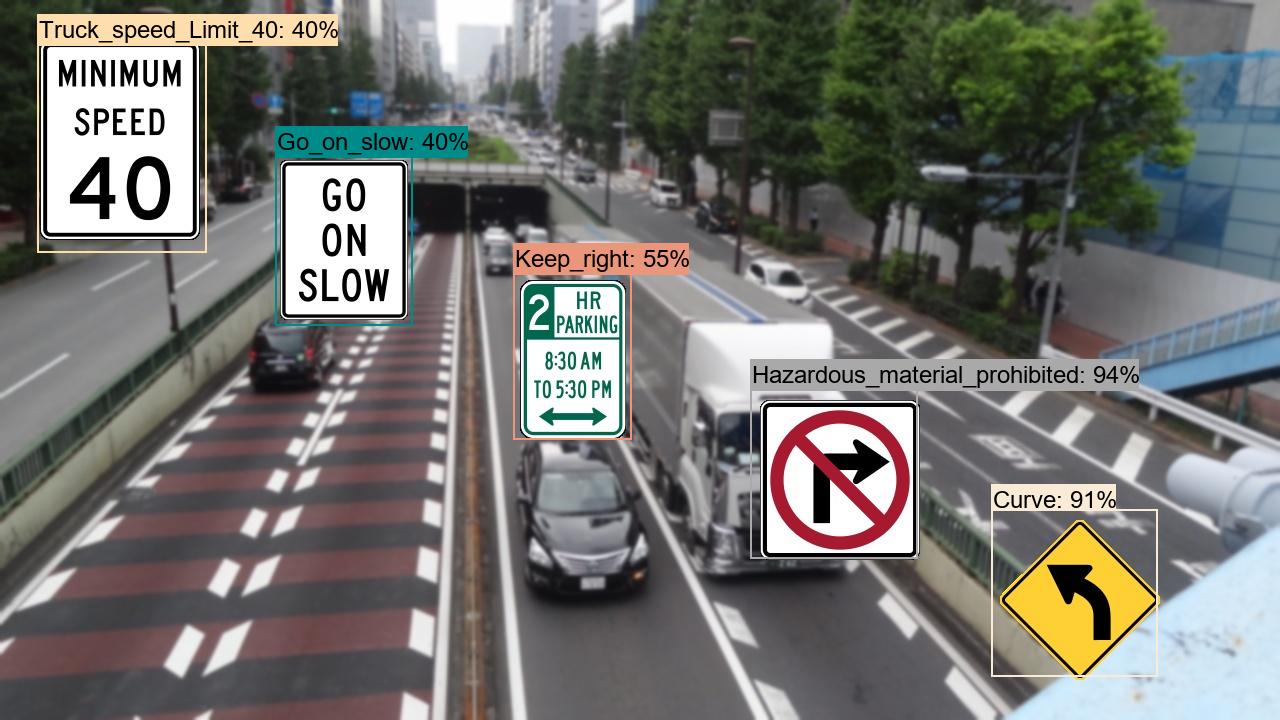 Truck_speed_Limit_40: 40%
MINIMUM
SPEED
40
Go_on_slow: 40%
GO
ON
SLOW
Keep_right: 55%
2 HR
PARKING
8:30 AM
TO 5:30 PM
Hazardous_material_prohibited: 94%
Curve: 91%